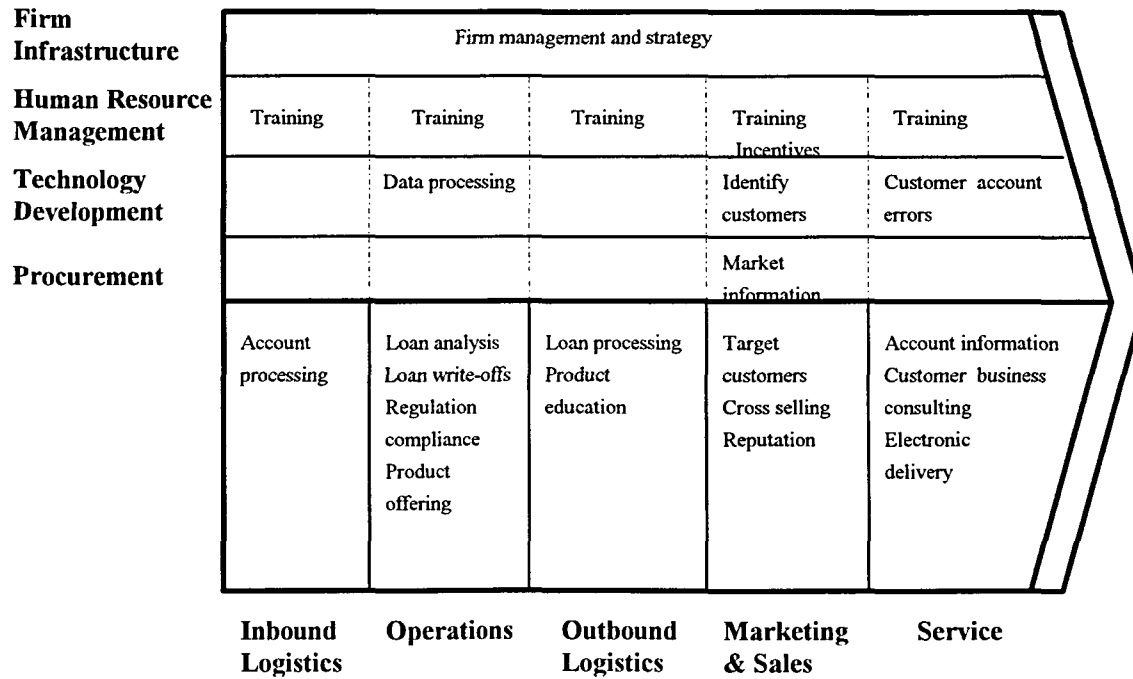 Firm
Infrastructure
Firm management and strategy
Human Resource
Management
Training
Training
Training
Training
Incentives
Training
Technology
Development
Data processing
Identify
customers
Customer account
errors
Procurement
Market
information
Account
processing
Loan analysis
Loan write-offs
Regulation
compliance
Product
offering
Loan processing
Product
education
Target
customers
Cross selling
Reputation
Account information
Customer business
consulting
Electronic
delivery
Inbound
Logistics
Operations
Outbound
Logistics
Marketing
& Sales
Service